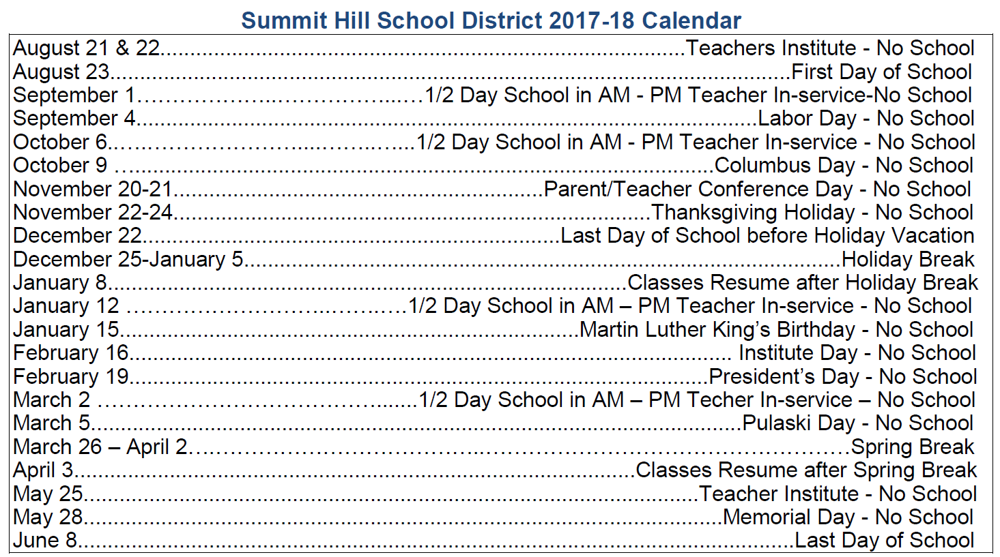 Summit Hill School District 2017-18 Calendar
August 21 & 22........................................................................................Teachers Institute - No School
August 23..................................................................................................................First Day of School
September 1……………………..………………...….1/2 Day School in AM - PM Teacher In-service-No School
September 4........................................................................................................Labor Day - No School
October 6..….……………………...…….…...1/2 Day School in AM - PM Teacher In-service - No School
October 9 …..................................................................................................Columbus Day - No School
November 20-21..............................................................Parent/Teacher Conference Day - No School
November 22-24................................................................................Thanksgiving Holiday - No School
December 22......................................................................Last Day of School before Holiday Vacation
December 25-January 5....................................................................................................Holiday Break
January 8.......................................................................................Classes Resume after Holiday Break
January 12 ……………………………….…….….1/2 Day School in AM – PM Teacher In-service - No School
January 15.............................................................................Martin Luther King’s Birthday - No School
February 16..................................................................................................... Institute Day - No School
February 19.................................................................................................President’s Day - No School
March 2 ………………………………………......1/2 Day School in AM – PM Techer In-service – No School
March 5.............................................................................................................Pulaski Day - No School
March 26 – April 2….……………………………………...………………………………………………Spring Break
April 3..............................................................................................Classes Resume after Spring Break
May 25.......................................................................................................Teacher Institute - No School
May 28...........................................................................................................Memorial Day - No School
June 8........................................................................................................................Last Day of School